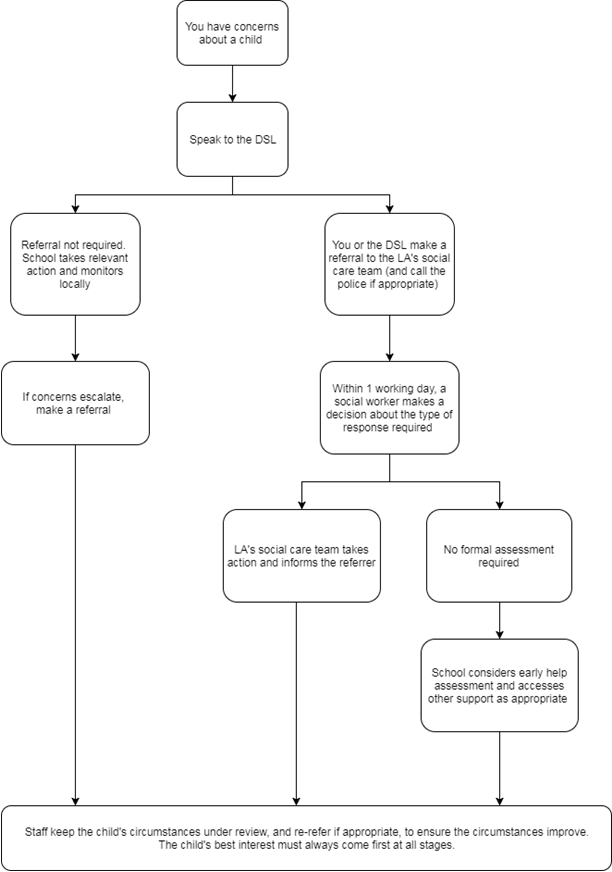 You have concerns
about a child
Speak to the DSL
Referral not required.
School takes relevant
action and monitors
locally
You or the DSL make a
referral to the LA's social
care team (and call the
police if appropriate)
If concerns escalate,
make a referral
Within 1 working day, a
social worker makes a
decision about the type of
response required
LA's social care team takes
action and informs the referrer
No formal assessment
required
School considers early help
assessment and accesses
other support as appropriate
Staff keep the child's circumstances under review, and re-refer if appropriate, to ensure the circumstances improve.
The child's best interest must always come first at all stages.